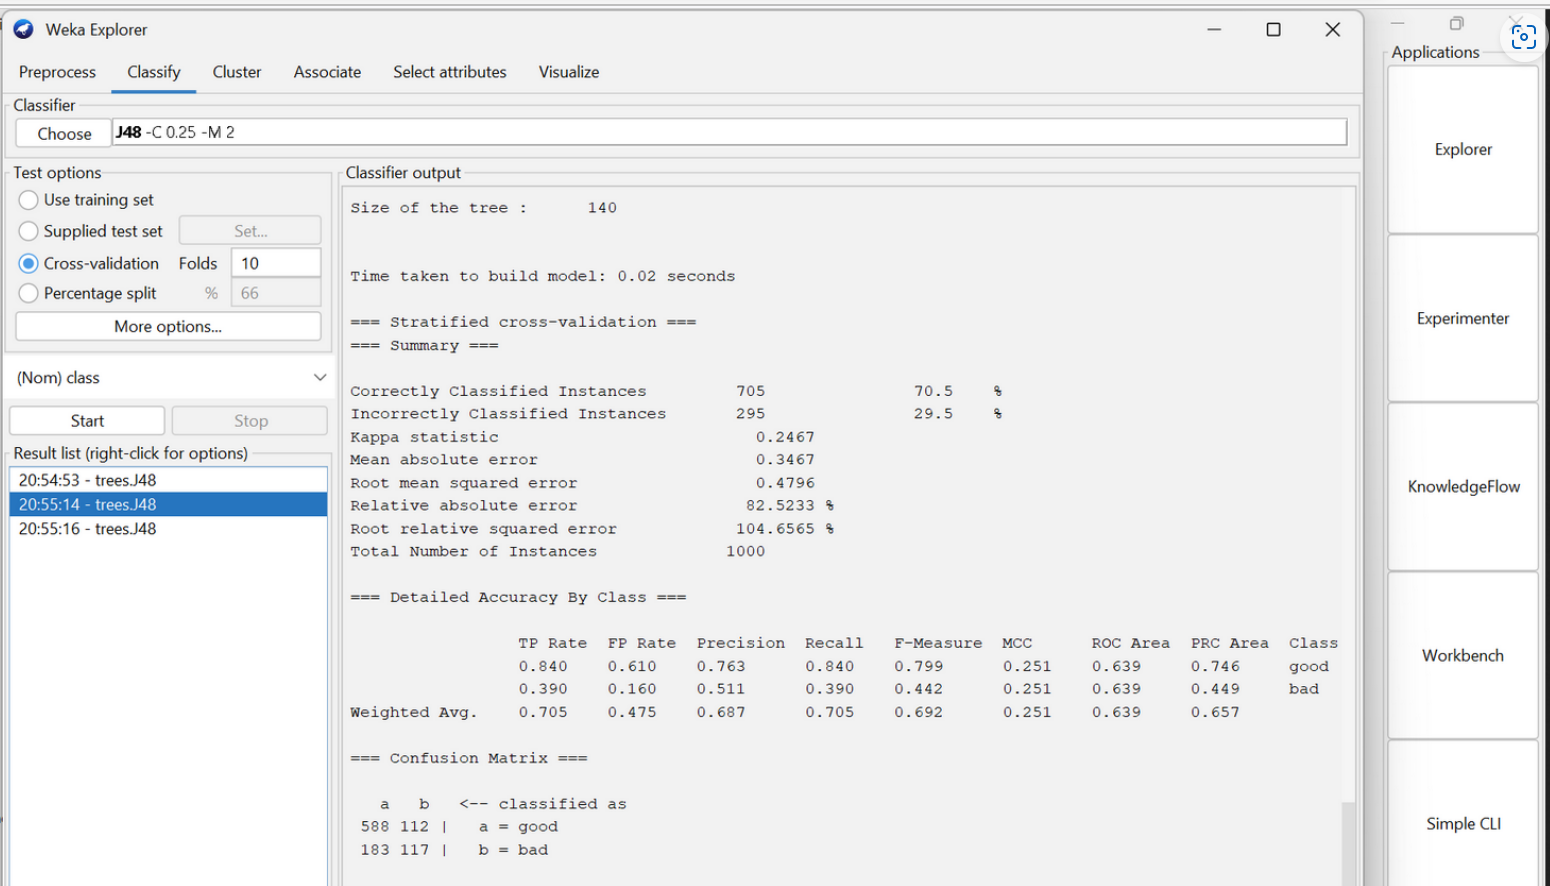 Weka Explorer
Preprocess Classify Cluster Associate Select attributes Visualize
Classifier
Choose J48 -C 0.25 -M 2
Test options
Use training set
Supplied test set Set...
Cross-validation Folds 10
Percentage split % 66
More options...
(Nom) class
Start Stop
Result list (right-click for options)
20:54:53 - trees.J48
20:55:14 - trees.J48
20:55:16 - trees.J48
Classifier output
Size of the tree : 140
Time taken to build model: 0.02 seconds
=== Stratified cross-validation ===
=== Summary ===
Correctly Classified Instances 705 70.5 %
Incorrectly Classified Instances 295 29.5 %
Kappa statistic 0.2467
Mean absolute error 0.3467
Root mean squared error 0.4796
Relative absolute error 82.5233 %
Root relative squared error 104.6565 %
Total Number of Instances 1000
=== Detailed Accuracy By Class ===
TP Rate FP Rate Precision Recall F-Measure MCC ROC Area PRC Area Class
0.840 0.610 0.763 0.840 0.799 0.251 0.639 0.746 good
0.390 0.160 0.511 0.390 0.442 0.251 0.639 0.449 bad
Weighted Avg. 0.705 0.475 0.687 0.705 0.692 0.251 0.639 0.657
=== Confusion Matrix ===
a b <-- classified as
588 112 | a = good
183 117 | b = bad
Applications
Explorer
Experimenter
KnowledgeFlow
Workbench
Simple CLI